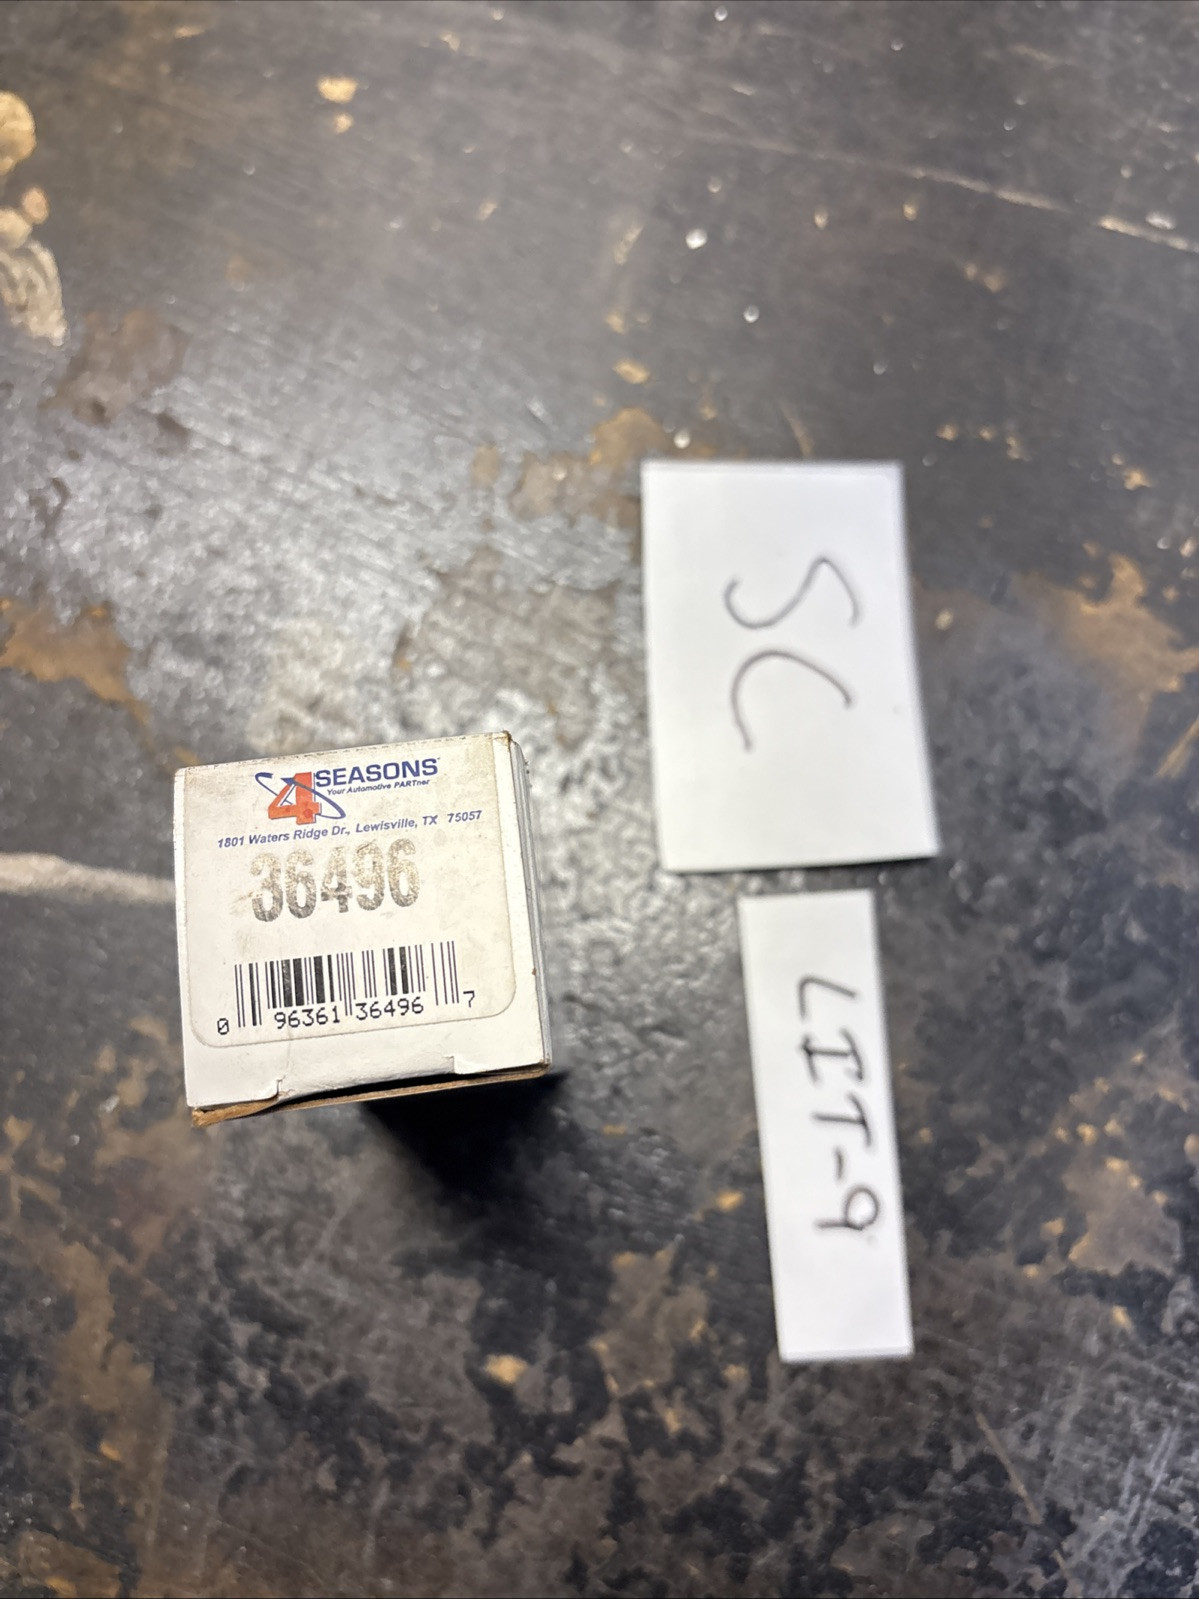 4 SEASONS
Your Automotive PARTner
1801 Waters Ridge Dr., Lewisville, TX 75057
36496
0 96361 36496 7
SC
LIT-9